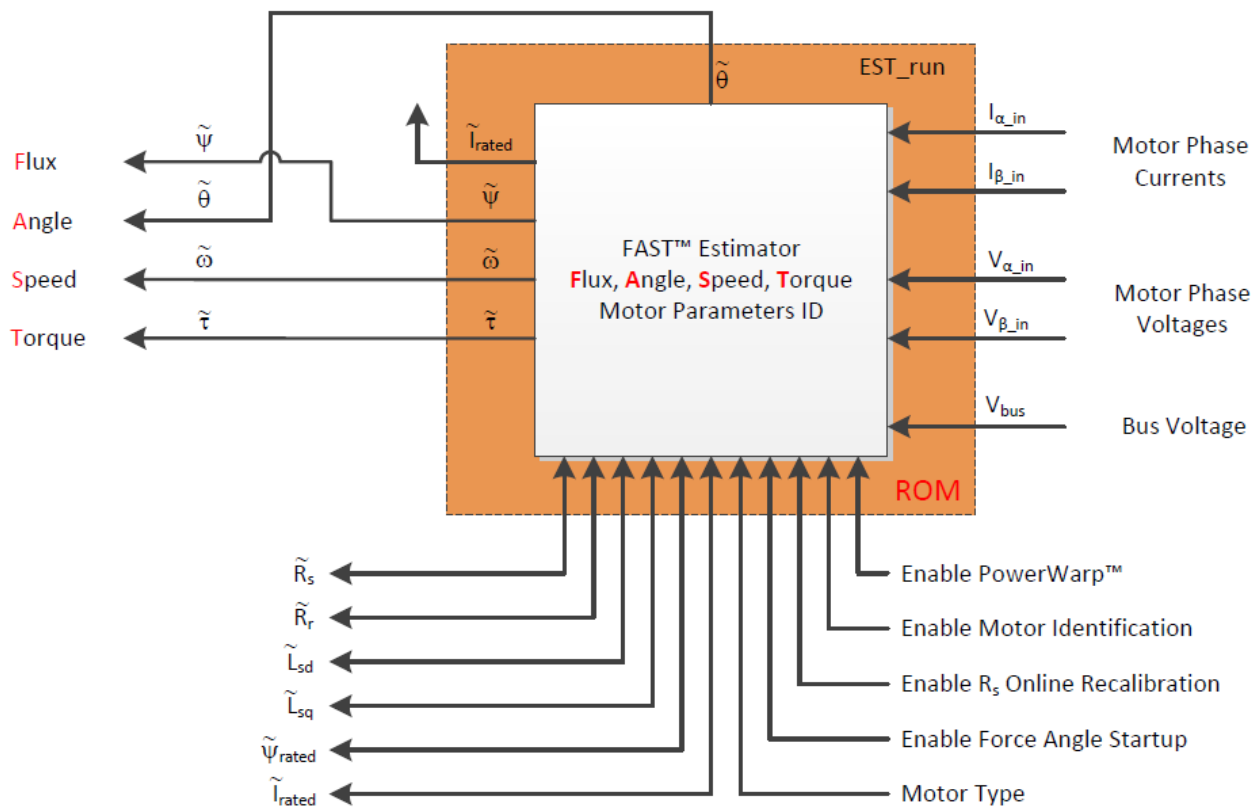 EST_run
θ̃
Ĩrated
ψ̃
ω̃
τ̃
FAST™ Estimator
Flux, Angle, Speed, Torque
Motor Parameters ID
ROM
Flux
ψ̃
Angle
θ̃
Speed
ω̃
Torque
τ̃
Iα_in
Iβ_in
Motor Phase
Currents
Vα_in
Vβ_in
Motor Phase
Voltages
Vbus
Bus Voltage
R̃s
R̃r
L̃sd
L̃sq
ψ̃rated
Ĩrated
Enable PowerWarp™
Enable Motor Identification
Enable Rs Online Recalibration
Enable Force Angle Startup
Motor Type